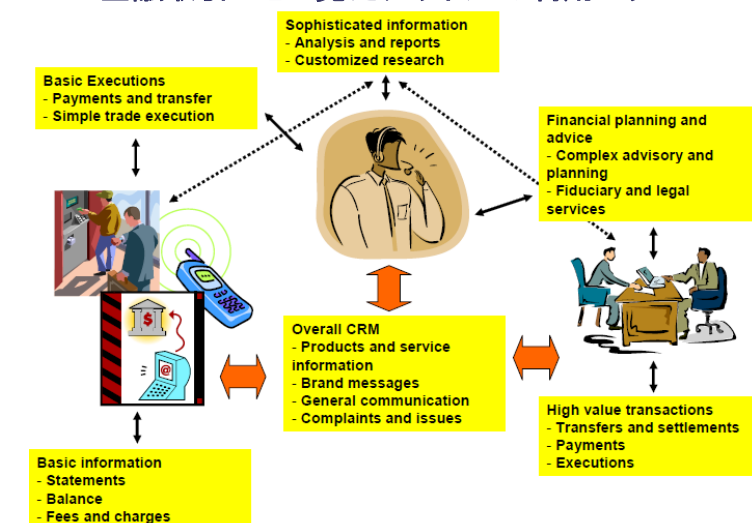 Sophisticated information
- Analysis and reports
- Customized research
Basic Executions
- Payments and transfer
- Simple trade execution
Financial planning and
advice
- Complex advisory and
planning
- Fiduciary and legal
services
$
@
Overall CRM
- Products and service
information
- Brand messages
- General communication
- Complaints and issues
High value transactions
- Transfers and settlements
- Payments
- Executions
Basic information
- Statements
- Balance
- Fees and charges